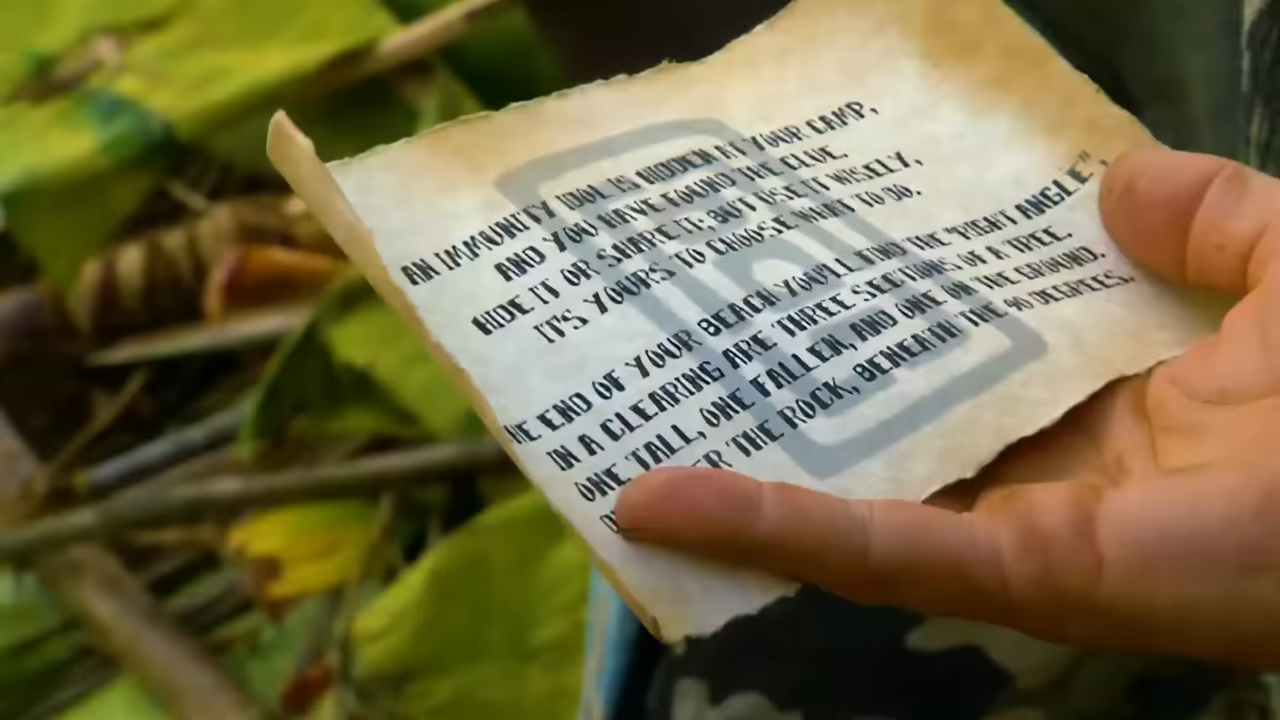 AN IMMUNITY IDOL IS HIDDEN AT YOUR CAMP,
AND YOU HAVE FOUND THE CLUE.
HIDE IT OR SHARE IT; BUT USE IT WISELY,
IT'S YOURS TO CHOOSE WHAT TO DO.
END OF YOUR BEACH YOU'LL FIND THE "RIGHT ANGLE",
IN A CLEARING ARE THREE SECTIONS OF A TREE.
ONE TALL, ONE FALLEN, AND ONE ON THE GROUND.
THE ROCK, BENEATH THE 90 DEGREES.